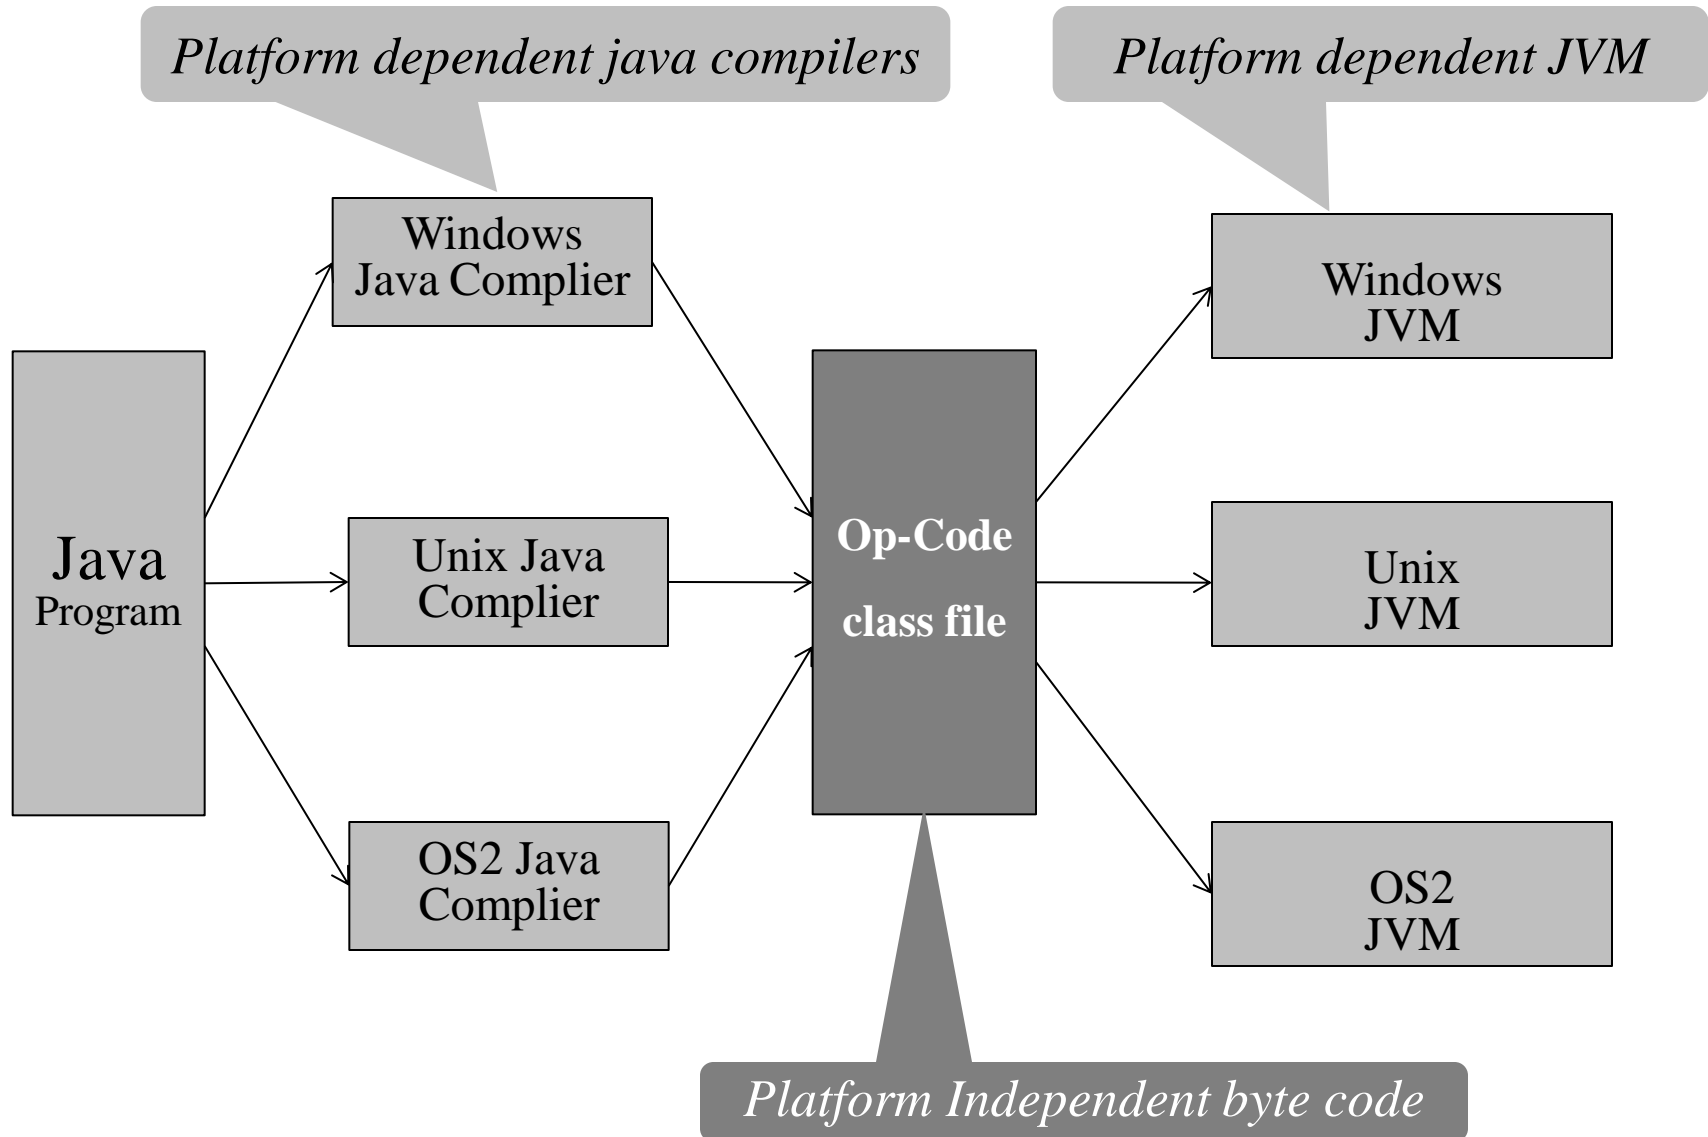 Platform dependent java compilers
Platform dependent JVM
Windows
Java Complier
Windows
JVM
Java
Program
Unix Java
Complier
Op-Code
class file
Unix
JVM
OS2 Java
Complier
OS2
JVM
Platform Independent byte code